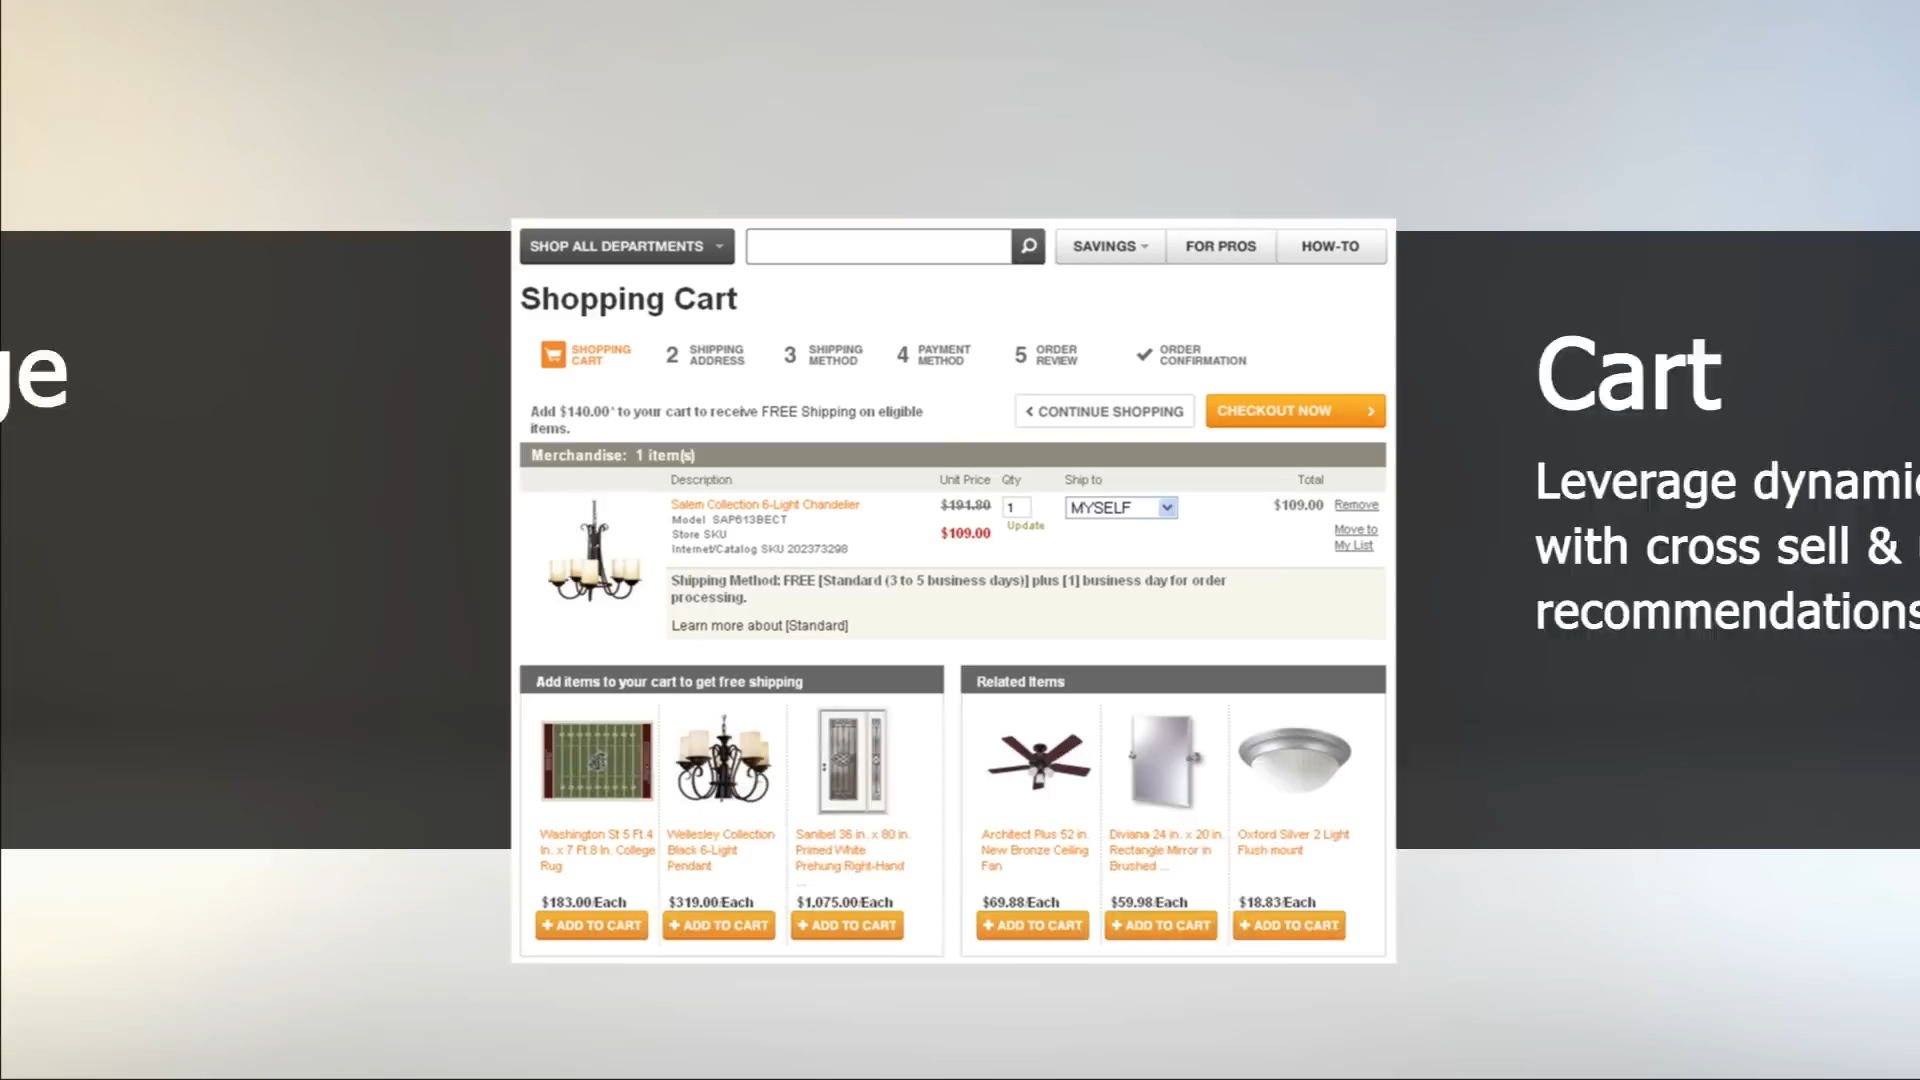 ge
SHOP ALL DEPARTMENTS
SAVINGS
FOR PROS
HOW-TO
Shopping Cart
SHOPPING CART
2 SHIPPING ADDRESS
3 SHIPPING METHOD
4 PAYMENT METHOD
5 ORDER REVIEW
ORDER CONFIRMATION
Add $140.00* to your cart to receive FREE Shipping on eligible
items.
CONTINUE SHOPPING
CHECKOUT NOW
Merchandise: 1 item(s)
Description Unit Price Qty Ship to Total
Salem Collection 6-Light Chandelier $191.80 1 MYSELF $109.00 Remove
Model SAP613BECT
Update
Store SKU $109.00
Move to
My List
Internet/Catalog SKU 202373298
Shipping Method: FREE [Standard (3 to 5 business days)] plus [1] business day for order
processing.
Learn more about [Standard]
Add items to your cart to get free shipping
Washington St 5 Ft.4
In. x 7 Ft.8 In. College
Rug
$183.00/Each
ADD TO CART
Wellesley Collection
Black 6-Light
Pendant
$319.00/Each
ADD TO CART
Sanibel 36 in. x 80 in.
Primed White
Prehung Right-Hand
...
$1,075.00/Each
ADD TO CART
Related Items
Architect Plus 52 in.
New Bronze Ceiling
Fan
$69.88/Each
ADD TO CART
Diviana 24 in. x 20 in.
Rectangle Mirror in
Brushed ...
$59.98/Each
ADD TO CART
Oxford Silver 2 Light
Flush mount
$18.83/Each
ADD TO CART
Cart
Leverage dynamic
with cross sell &
recommendations